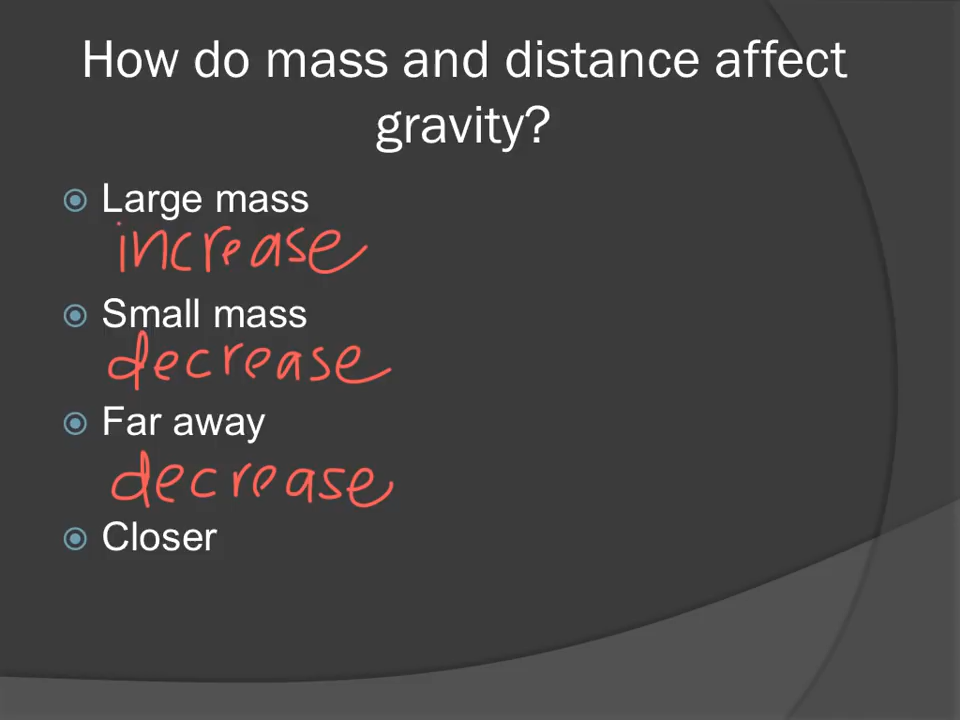 How do mass and distance affect
gravity?
Large mass
increase
Small mass
decrease
Far away
decrease
Closer